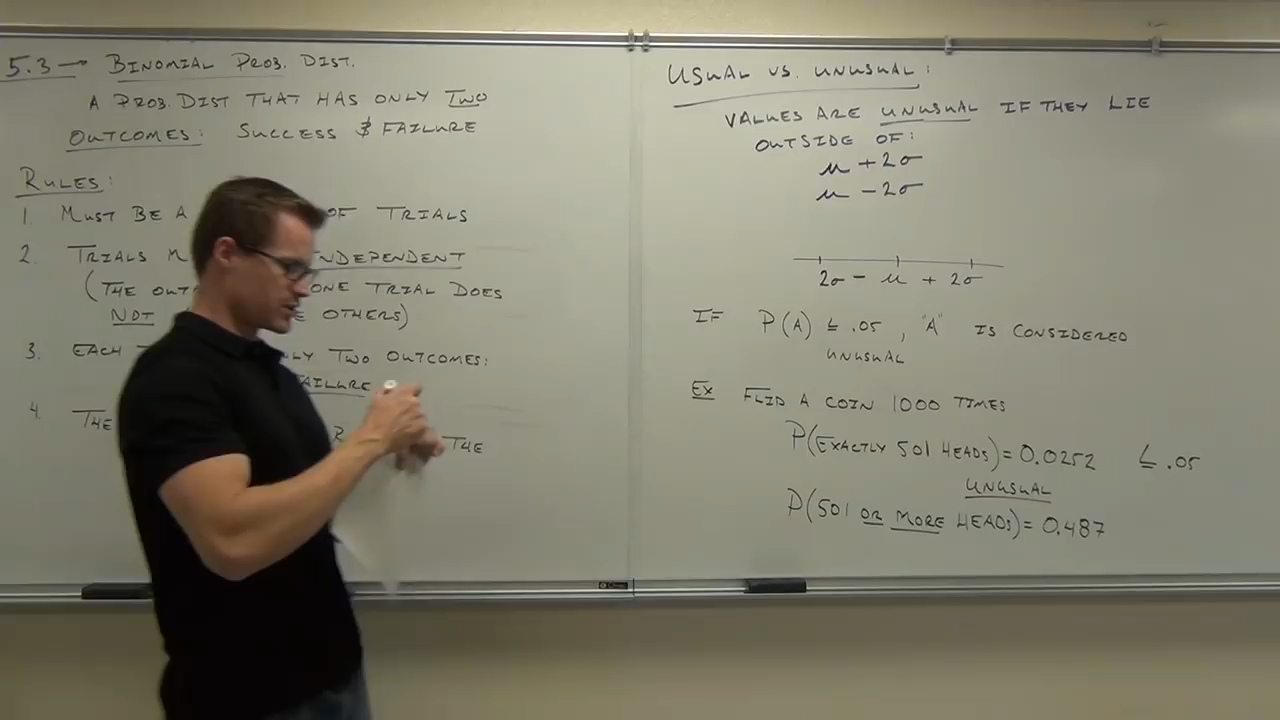 5.3 → BINOMIAL PROB. DIST.
A PROB. DIST THAT HAS ONLY TWO
OUTCOMES: SUCCESS & FAILURE
RULES:
1. MUST BE A OF TRIALS
2. TRIALS M INDEPENDENT
(THE OUTC ONE TRIAL DOES
NOT OTHERS)
3. EACH T ONLY TWO OUTCOMES:
FAILURE
4. THE THE
USUAL VS. UNUSUAL:
VALUES ARE UNUSUAL IF THEY LIE
OUTSIDE OF:
μ + 2σ
μ - 2σ
2σ - μ + 2σ
IF P(A) ≤ .05, "A" IS CONSIDERED
UNUSUAL
EX FLIP A COIN 1000 TIMES
P(EXACTLY 501 HEADS) = 0.0252 ≤ .05
UNUSUAL
P(501 OR MORE HEADS) = 0.487